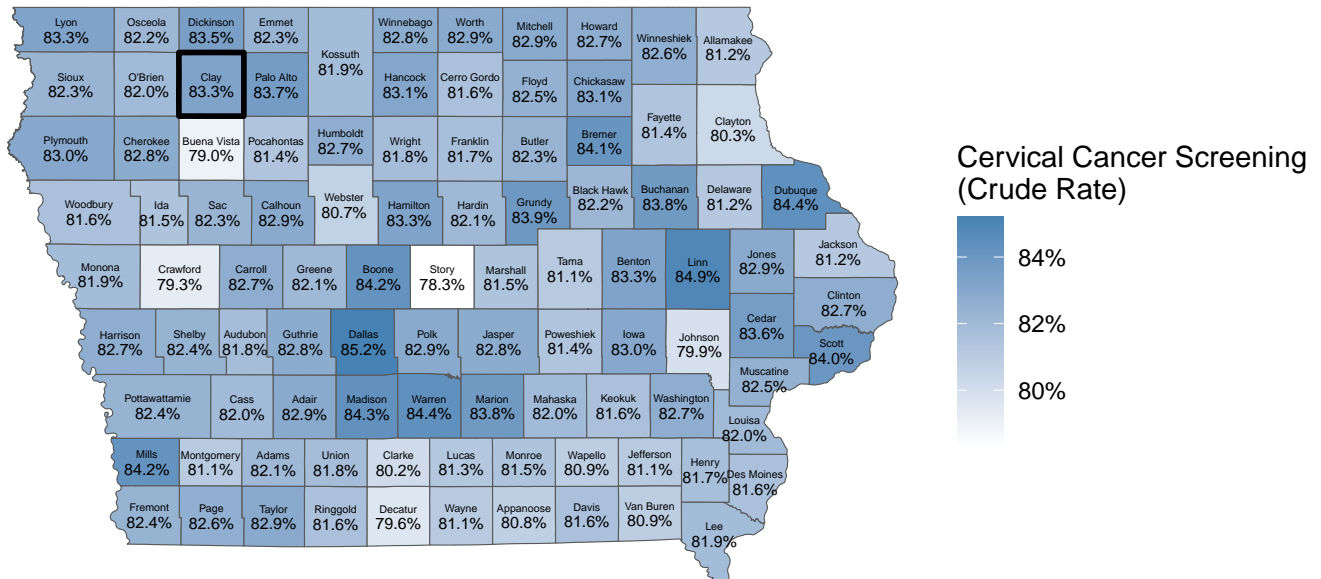 Lyon
83.3%
Osceola
82.2%
Dickinson
83.5%
Emmet
82.3%
Kossuth
81.9%
Winnebago
82.8%
Worth
82.9%
Mitchell
82.9%
Howard
82.7%
Winneshiek
82.6%
Allamakee
81.2%
Sioux
82.3%
O'Brien
82.0%
Clay
83.3%
Palo Alto
83.7%
Hancock
83.1%
Cerro Gordo
81.6%
Floyd
82.5%
Chickasaw
83.1%
Fayette
81.4%
Clayton
80.3%
Plymouth
83.0%
Cherokee
82.8%
Buena Vista
79.0%
Pocahontas
81.4%
Humboldt
82.7%
Wright
81.8%
Franklin
81.7%
Butler
82.3%
Bremer
84.1%
Woodbury
81.6%
Ida
81.5%
Sac
82.3%
Calhoun
82.9%
Webster
80.7%
Hamilton
83.3%
Hardin
82.1%
Grundy
83.9%
Black Hawk
82.2%
Buchanan
83.8%
Delaware
81.2%
Dubuque
84.4%
Monona
81.9%
Crawford
79.3%
Carroll
82.7%
Greene
82.1%
Boone
84.2%
Story
78.3%
Marshall
81.5%
Tama
81.1%
Benton
83.3%
Linn
84.9%
Jones
82.9%
Jackson
81.2%
Clinton
82.7%
Harrison
82.7%
Shelby
82.4%
Audubon
81.8%
Guthrie
82.8%
Dallas
85.2%
Polk
82.9%
Jasper
82.8%
Poweshiek
81.4%
Iowa
83.0%
Johnson
79.9%
Cedar
83.6%
Scott
84.0%
Muscatine
82.5%
Pottawattamie
82.4%
Cass
82.0%
Adair
82.9%
Madison
84.3%
Warren
84.4%
Marion
83.8%
Mahaska
82.0%
Keokuk
81.6%
Washington
82.7%
Louisa
82.0%
Mills
84.2%
Montgomery
81.1%
Adams
82.1%
Union
81.8%
Clarke
80.2%
Lucas
81.3%
Monroe
81.5%
Wapello
80.9%
Jefferson
81.1%
Henry
81.7%
Des Moines
81.6%
Fremont
82.4%
Page
82.6%
Taylor
82.9%
Ringgold
81.6%
Decatur
79.6%
Wayne
81.1%
Appanoose
80.8%
Davis
81.6%
Van Buren
80.9%
Lee
81.9%
Cervical Cancer Screening
(Crude Rate)
84%
82%
80%